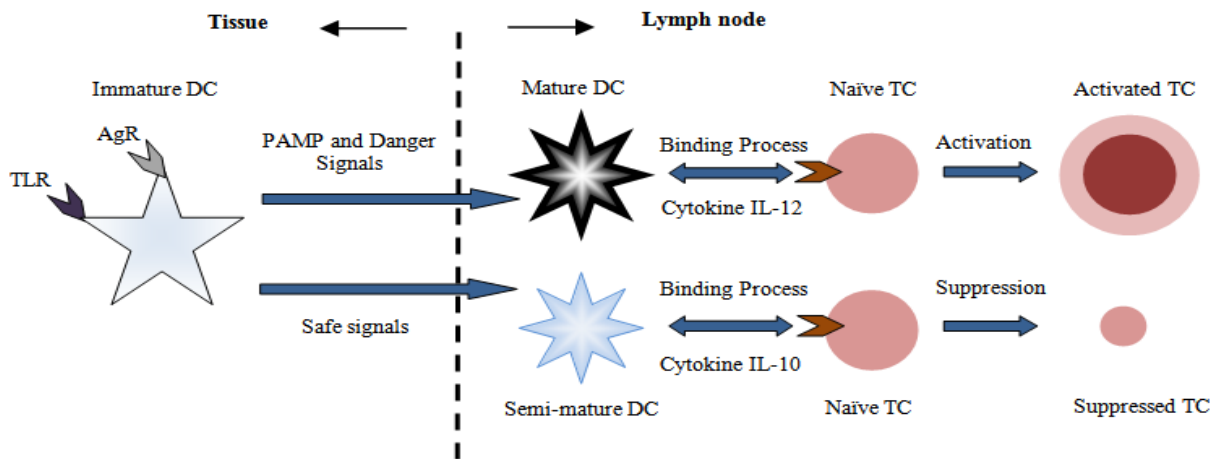 Tissue
Lymph node
Immature DC
AgR
TLR
PAMP and Danger
Signals
Safe signals
Mature DC
Binding Process
Cytokine IL-12
Naïve TC
Activation
Activated TC
Semi-mature DC
Binding Process
Cytokine IL-10
Naïve TC
Suppression
Suppressed TC